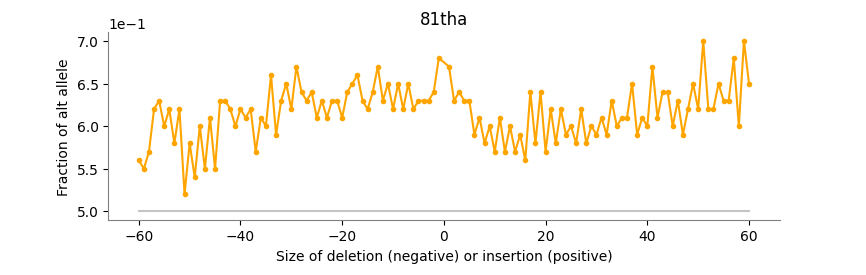 81tha
1e−1
7.0
6.5
6.0
5.5
5.0
Fraction of alt allele
−60 −40 −20 0 20 40 60
Size of deletion (negative) or insertion (positive)